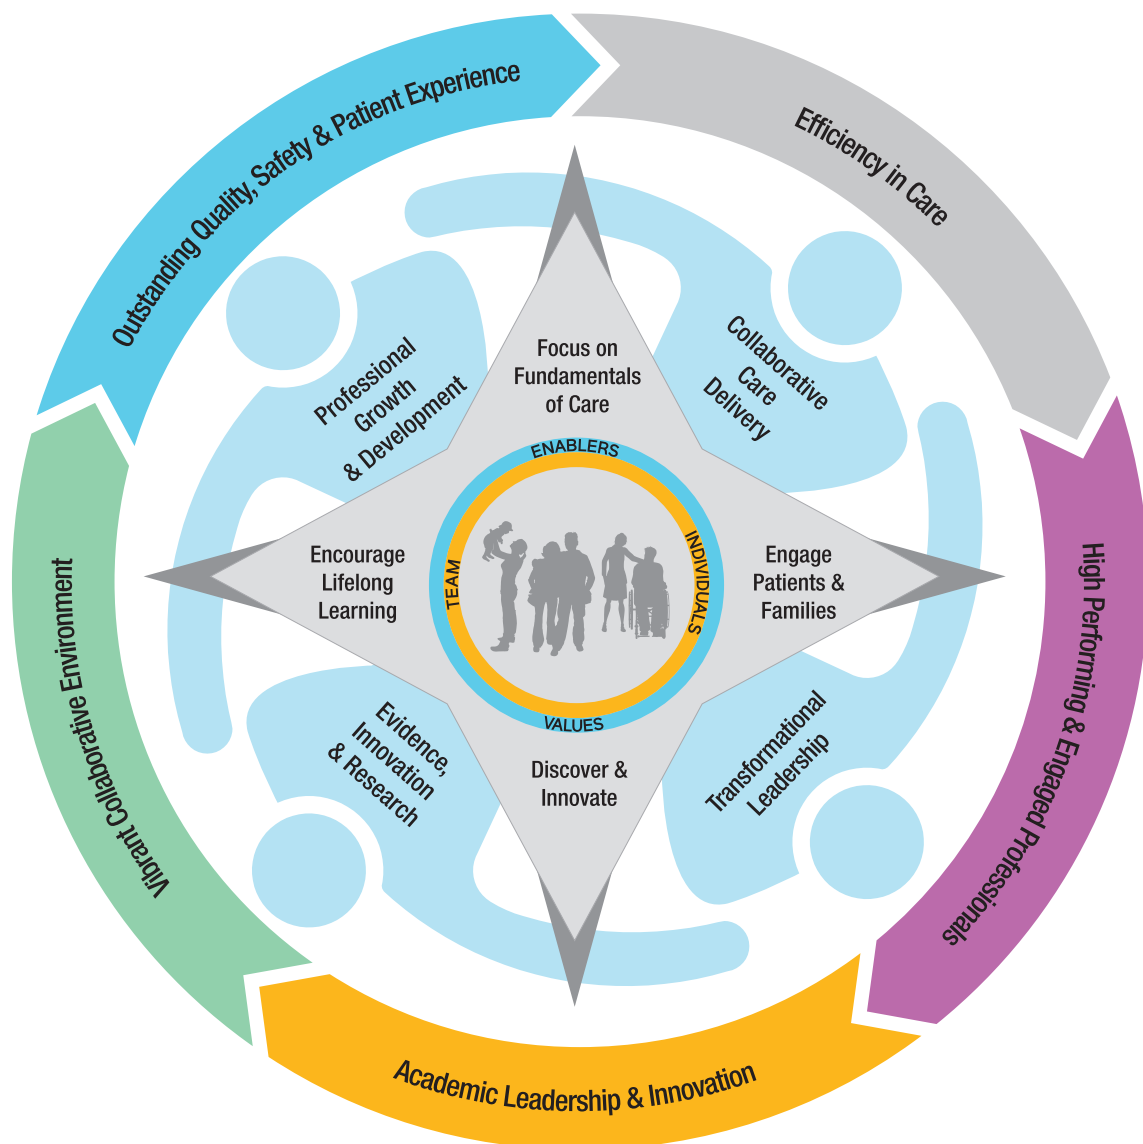 Outstanding Quality, Safety & Patient Experience
Efficiency in Care
High Performing & Engaged Professionals
Academic Leadership & Innovation
Vibrant Collaborative Environment
Professional
Growth
& Development
Collaborative
Care
Delivery
Transformational
Leadership
Evidence,
Innovation
& Research
Focus on
Fundamentals
of Care
Engage
Patients &
Families
Discover &
Innovate
Encourage
Lifelong
Learning
ENABLERS
INDIVIDUALS
VALUES
TEAM